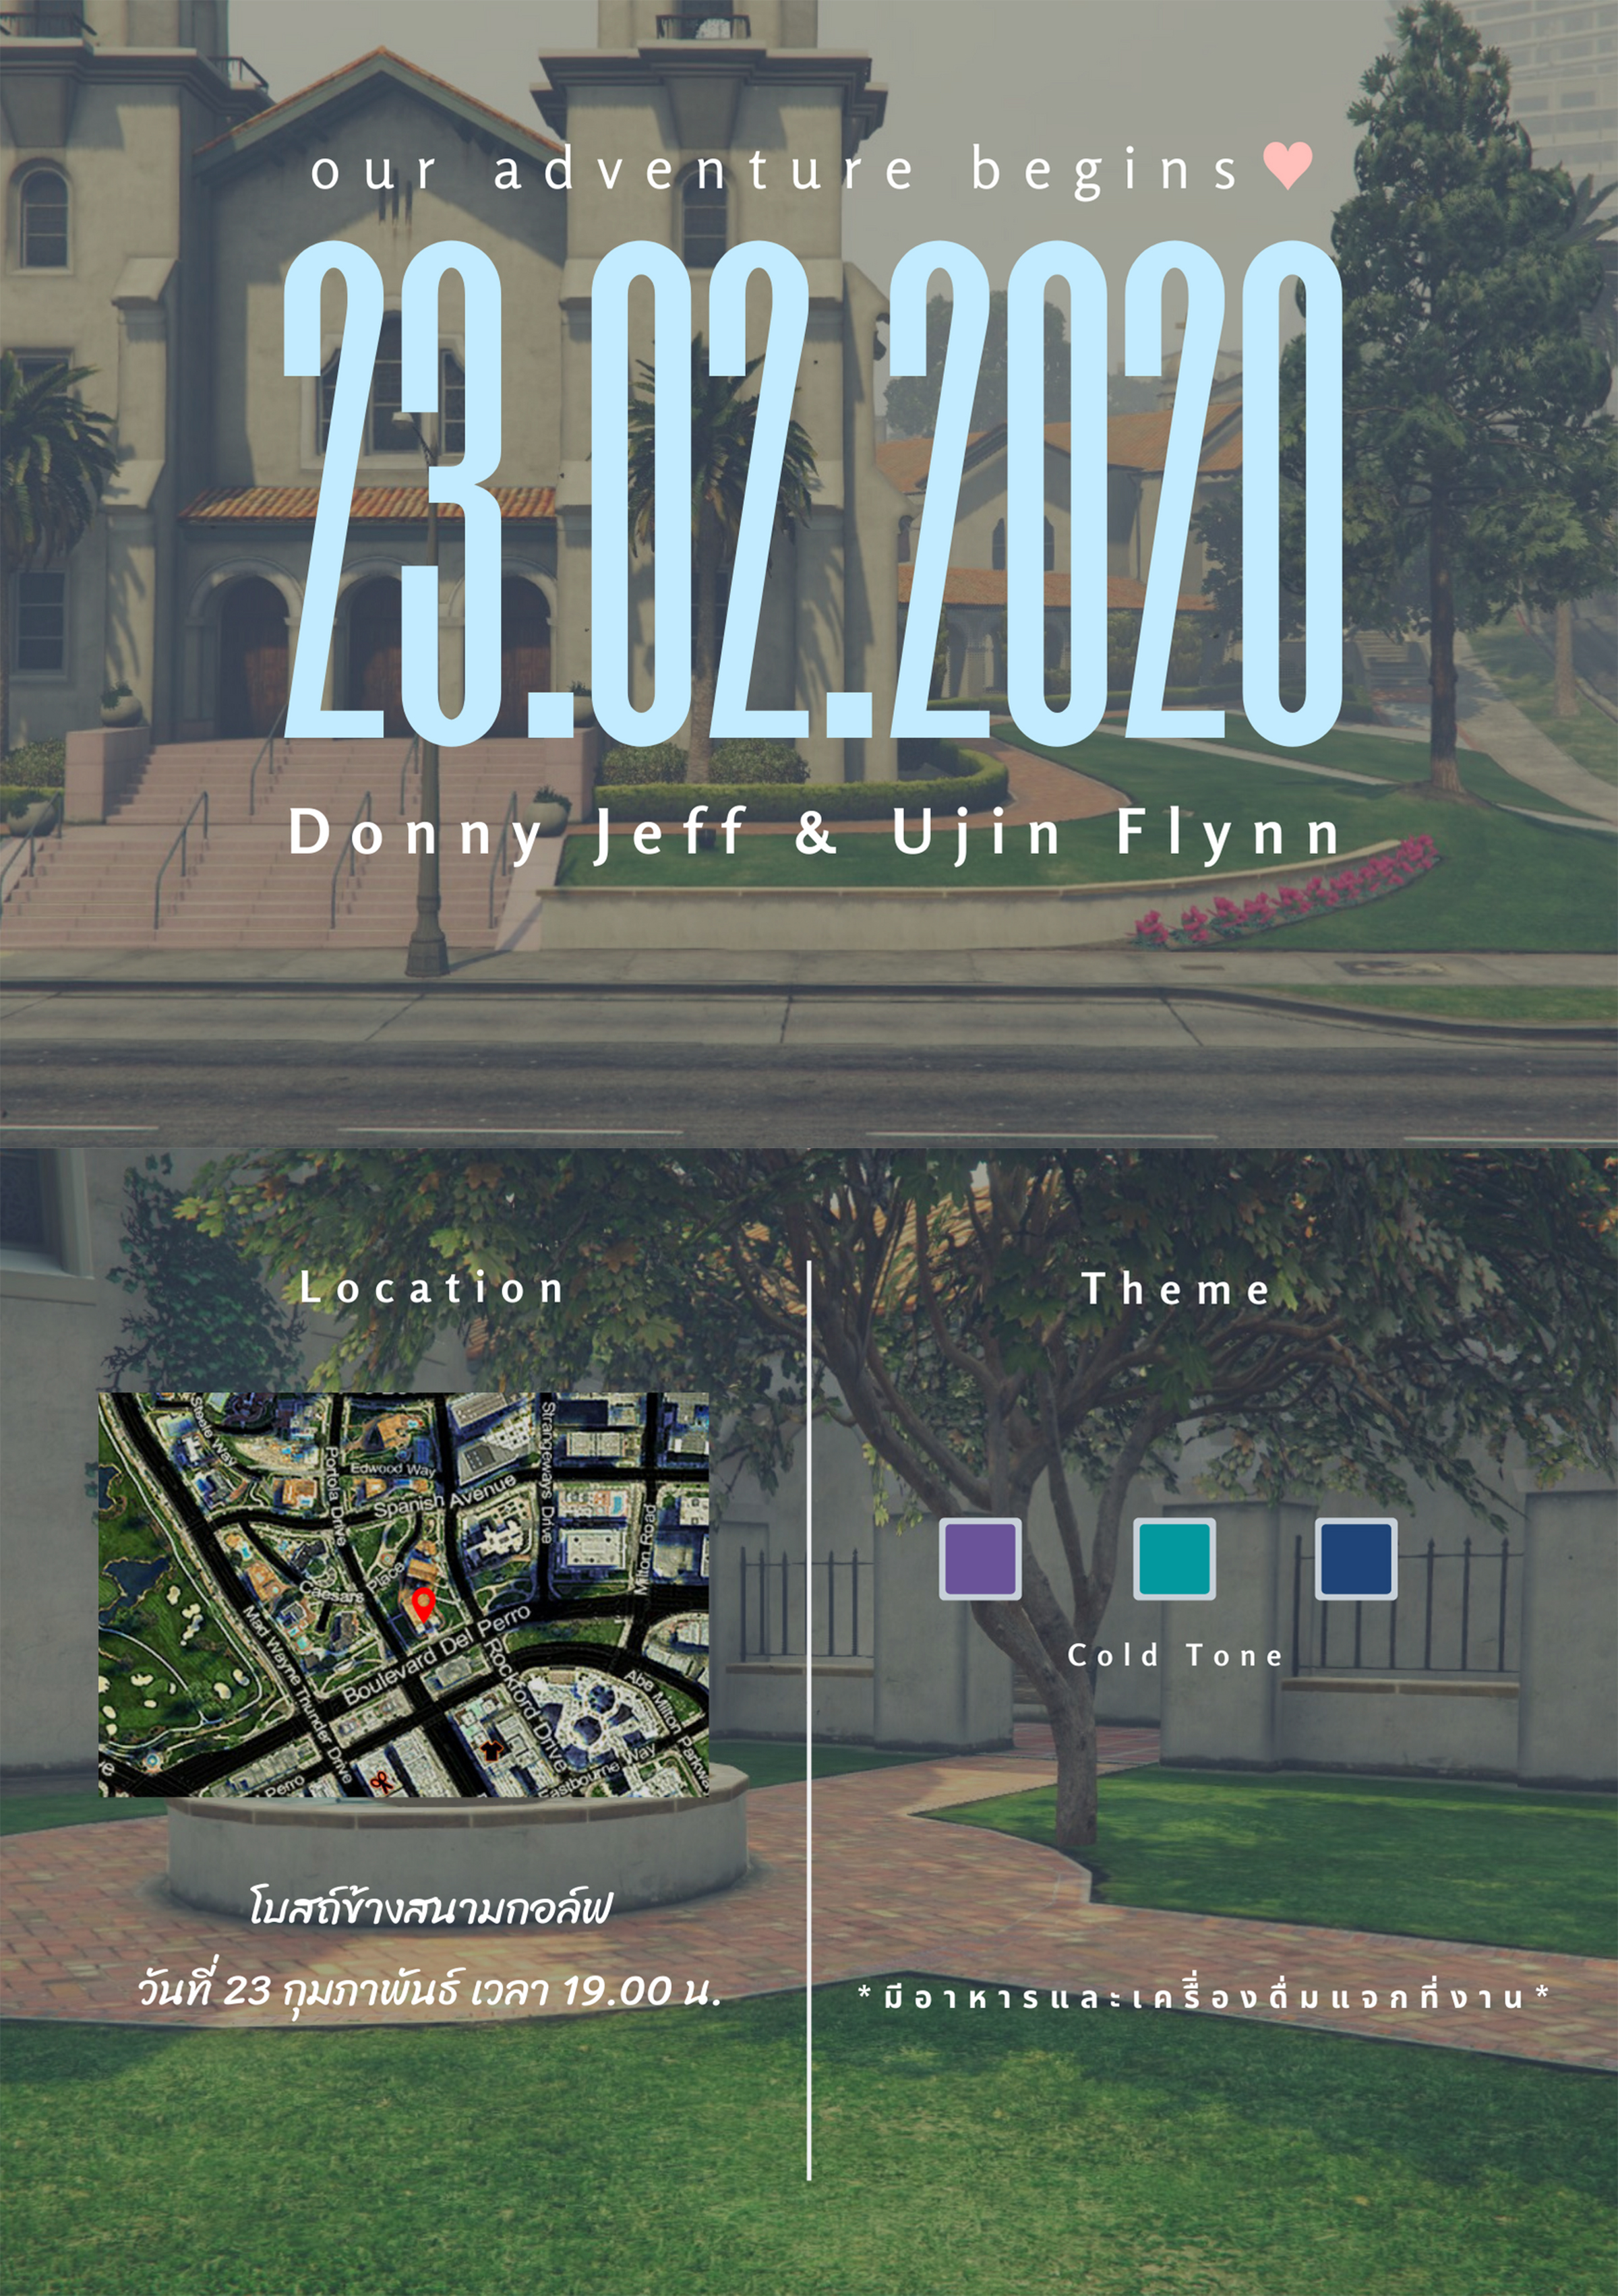 our adventure begins
23.02.2020
Donny Jeff & Ujin Flynn
Location
Theme
Steele Way
Portola Drive
Edwood Way
Spanish Avenue
Strangeways Drive
Milton Road
Caesars Place
Mad Wayne Thunder Drive
Boulevard Del Perro
Rockford Drive
Abe Milton Parkway
Eastbourne Way
Perro
Cold Tone
โบสถ์ข้างสนามกอล์ฟ
วันที่ 23 กุมภาพันธ์ เวลา 19.00 น.
*มีอาหารและเครื่องดื่มแจกที่งาน*